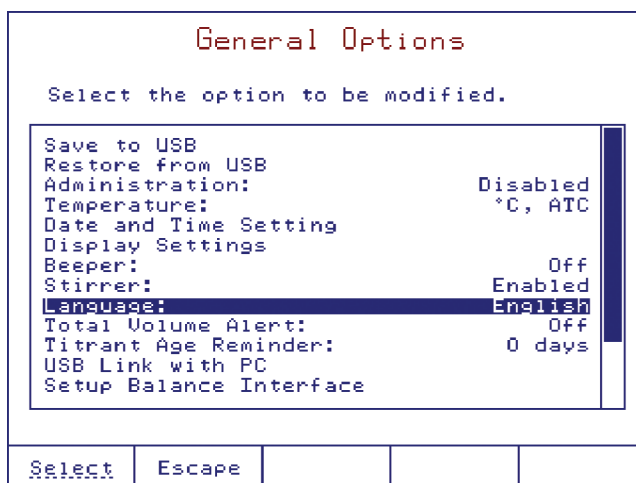 General Options
Select the option to be modified.
Save to USB
Restore from USB
Administration: Disabled
Temperature: °C, ATC
Date and Time Setting
Display Settings
Beeper: Off
Stirrer: Enabled
Language: English
Total Volume Alert: Off
Titrant Age Reminder: 0 days
USB Link with PC
Setup Balance Interface
Select Escape